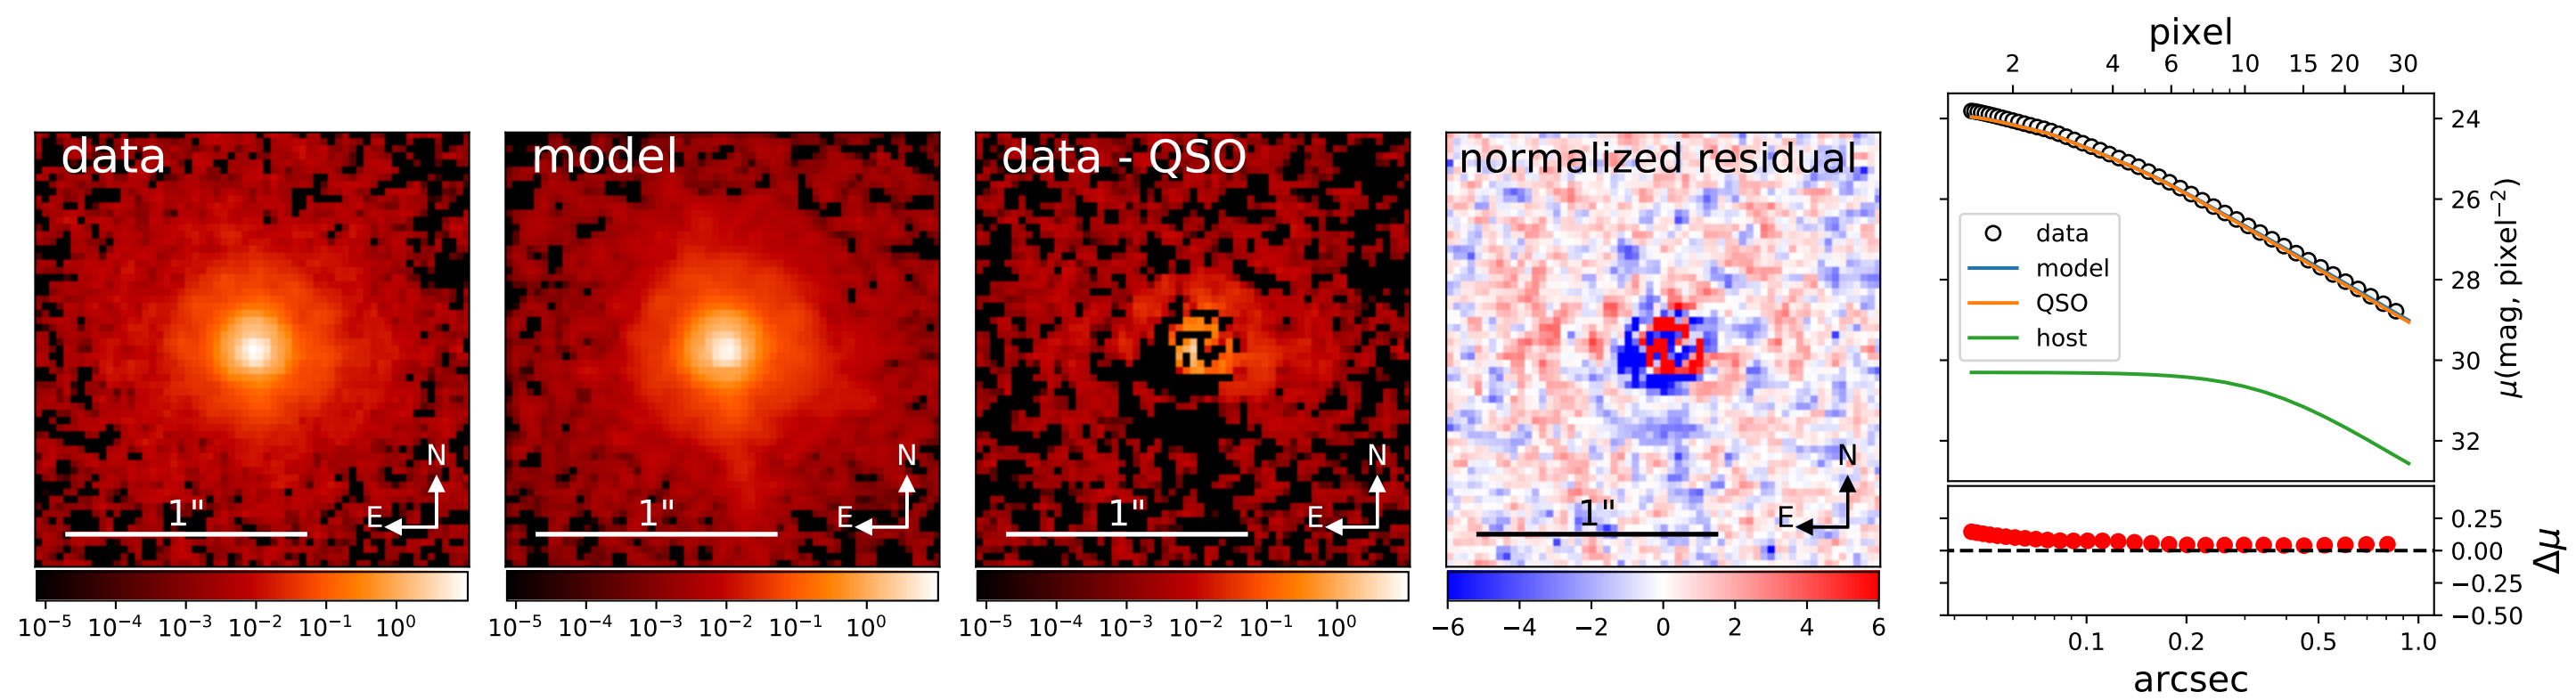 data
N
E
1"
10⁻⁵ 10⁻⁴ 10⁻³ 10⁻² 10⁻¹ 10⁰
model
N
E
1"
10⁻⁵ 10⁻⁴ 10⁻³ 10⁻² 10⁻¹ 10⁰
data - QSO
N
E
1"
10⁻⁵ 10⁻⁴ 10⁻³ 10⁻² 10⁻¹ 10⁰
normalized residual
N
E
1"
−6 −4 −2 0 2 4 6
pixel
2 4 6 10 15 20 30
data
model
QSO
host
24
26
28
30
32
μ(mag, pixel⁻²)
0.25
0.00
−0.25
−0.50
Δμ
0.1 0.2 0.5 1.0
arcsec